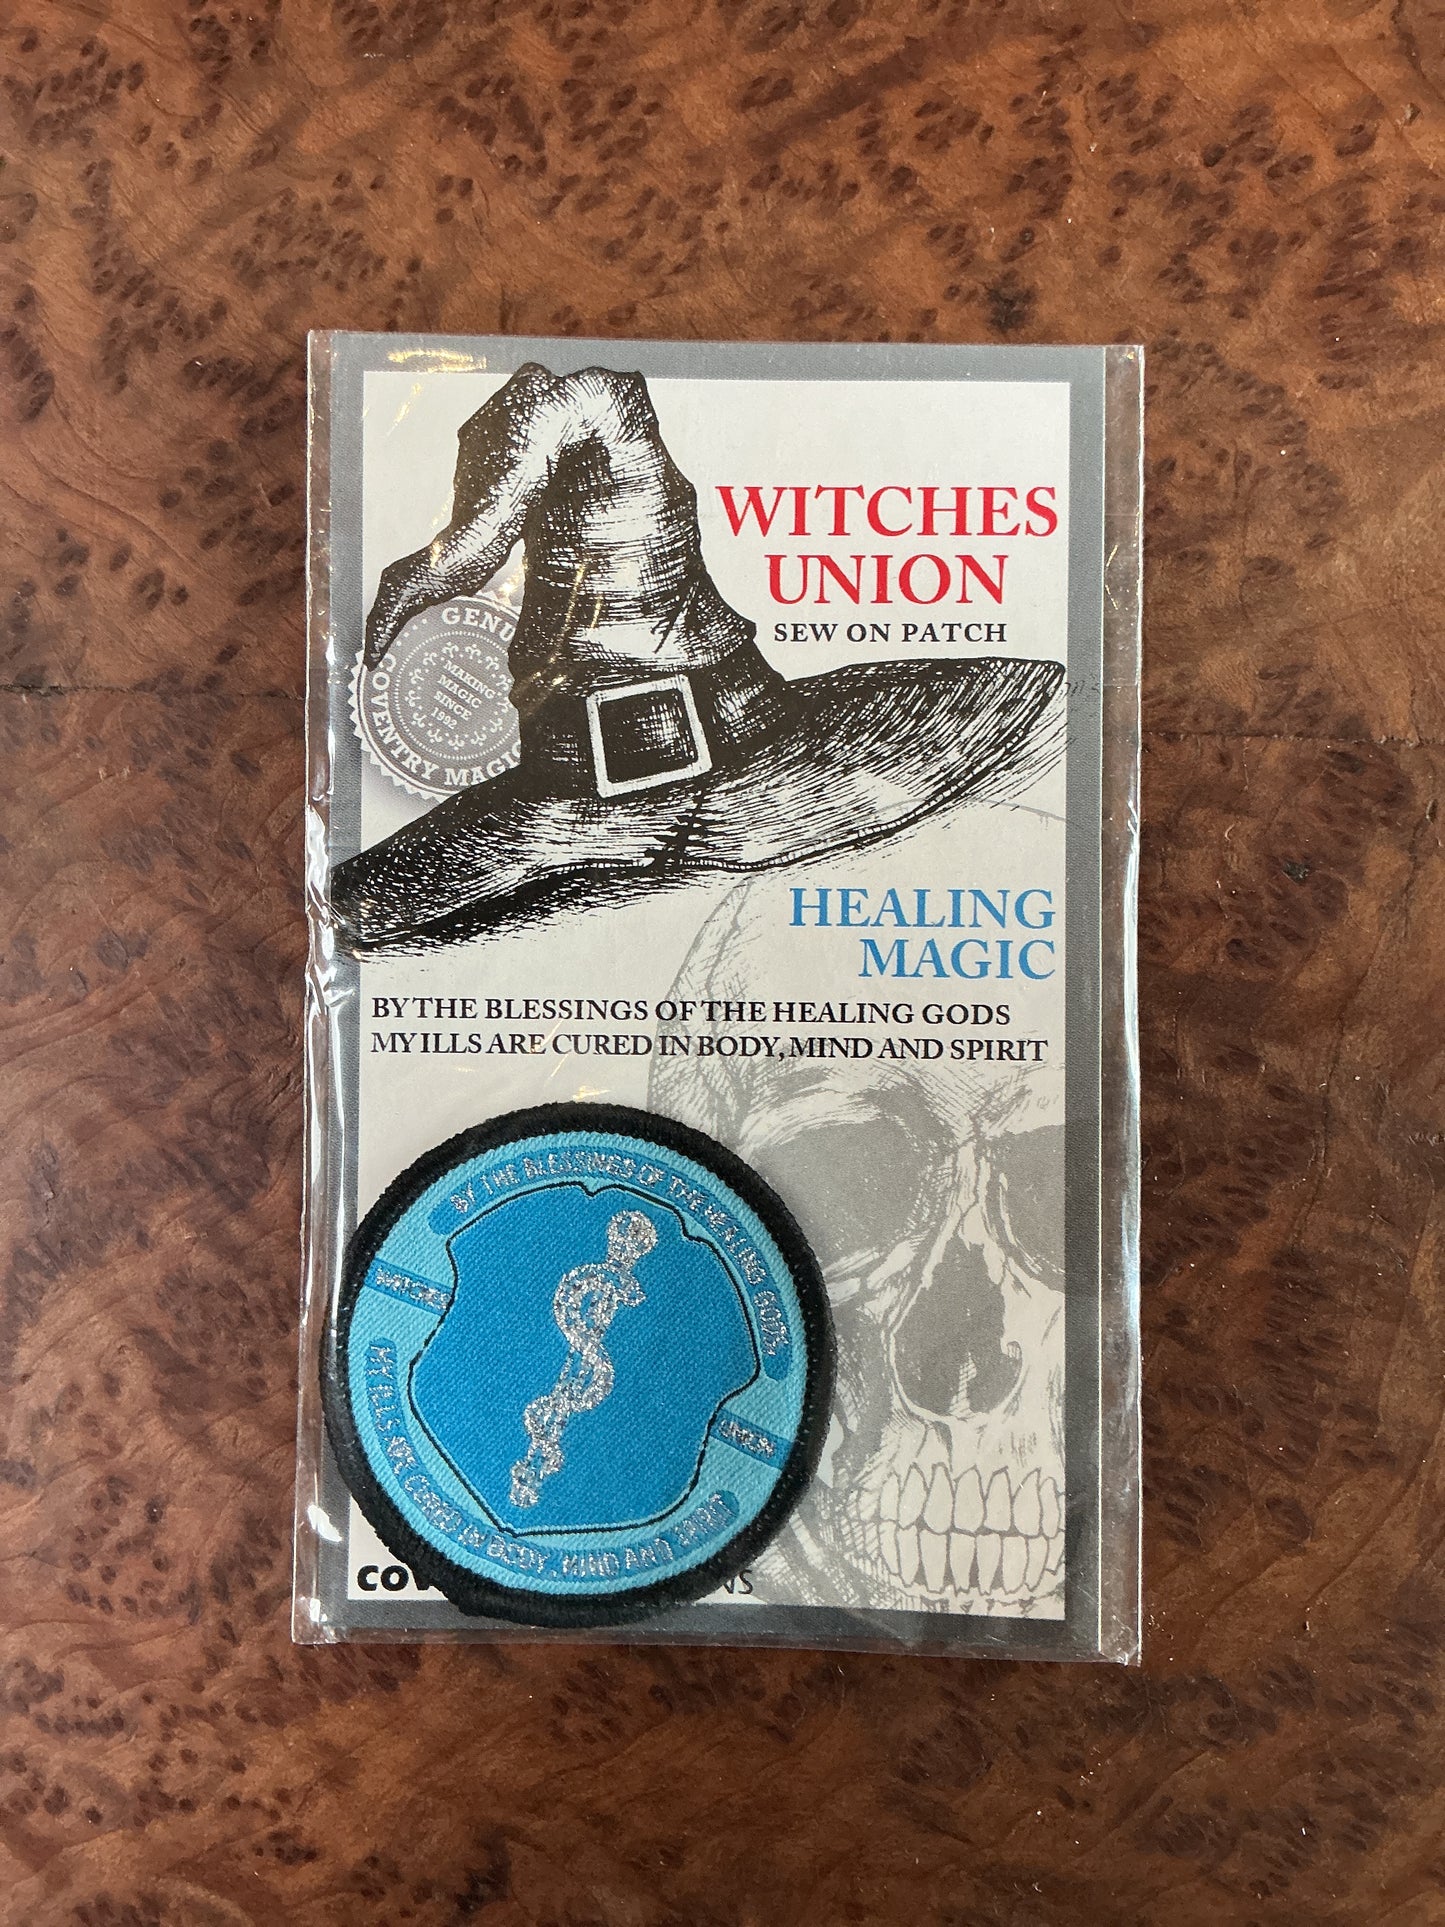 WITCHES
UNION
SEW ON PATCH
GENU
COVENTRY MAGIC
MAKING
MAGIC
SINCE
1992
HEALING
MAGIC
BY THE BLESSINGS OF THE HEALING GODS
MY ILLS ARE CURED IN BODY, MIND AND SPIRIT
BY THE BLESSINGS OF THE HEALING GODS,
WITCHES
UNION
MY ILLS ARE CURED IN BODY, MIND AND SPIRIT
COV
NS